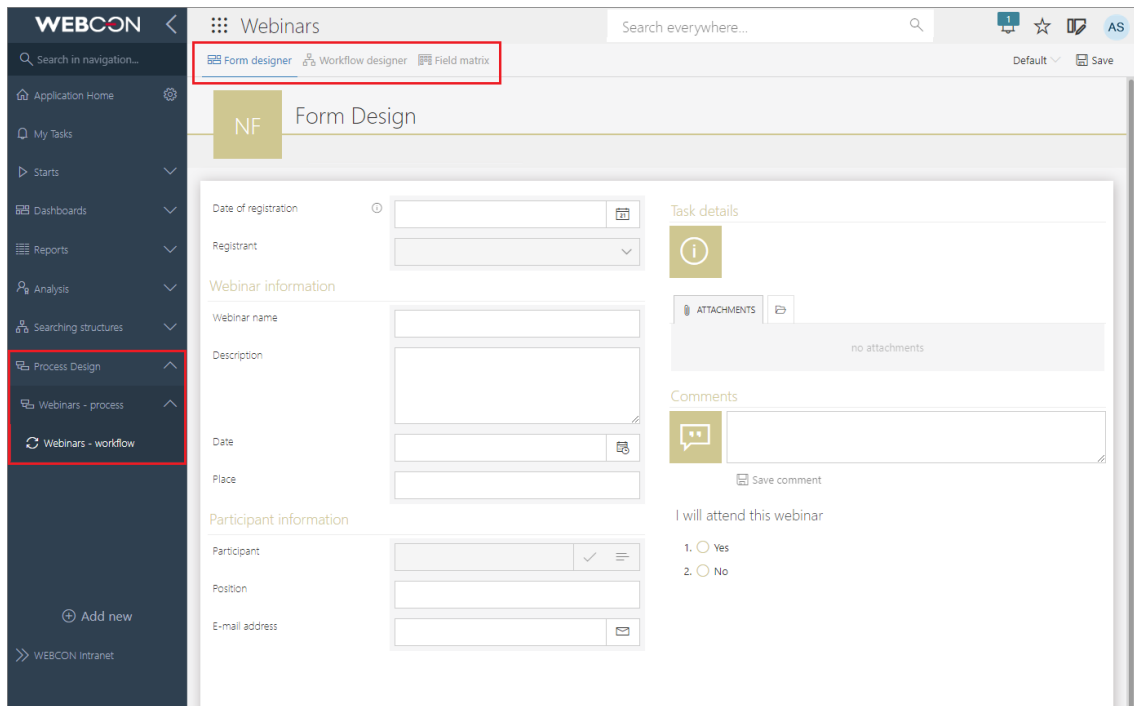 WEBCON
Webinars
Search everywhere...
1
AS
Search in navigation...
Form designer
Workflow designer
Field matrix
Default
Save
Application Home
My Tasks
Starts
Dashboards
Reports
Analysis
Searching structures
Process Design
Webinars - process
Webinars - workflow
Add new
WEBCON Intranet
NF
Form Design
Date of registration
31
Registrant
Webinar information
Webinar name
Description
Date
Place
Participant information
Participant
Position
E-mail address
Task details
ATTACHMENTS
no attachments
Comments
Save comment
I will attend this webinar
1. Yes
2. No